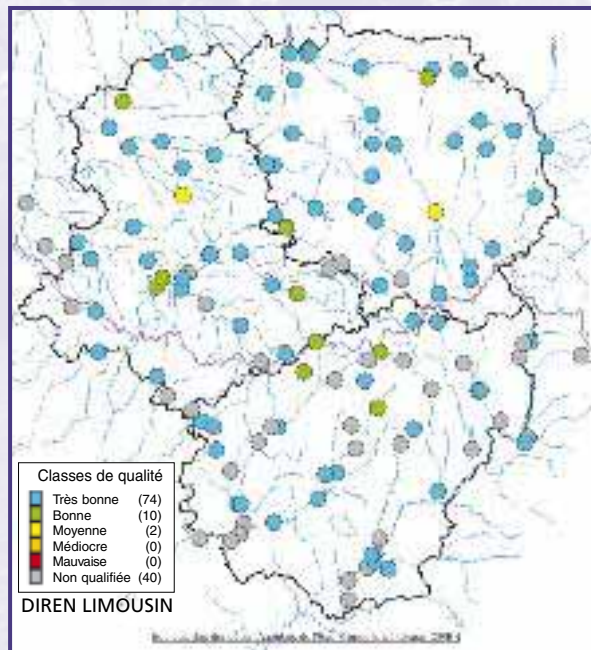 Classes de qualité
Très bonne (74)
Bonne (10)
Moyenne (2)
Médiocre (0)
Mauvaise (0)
Non qualifiée (40)
DIREN LIMOUSIN